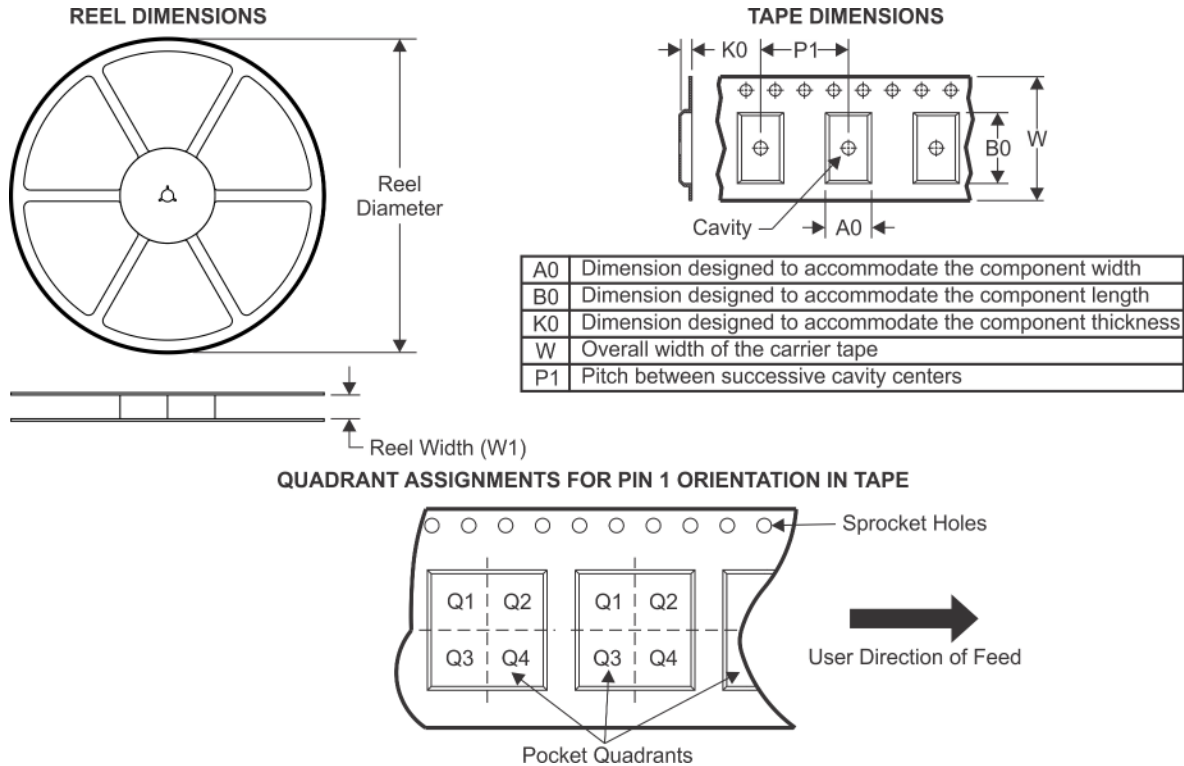 REEL DIMENSIONS
Reel
Diameter
Reel Width (W1)
TAPE DIMENSIONS
K0
P1
W
B0
Cavity
A0
A0 Dimension designed to accommodate the component width
B0 Dimension designed to accommodate the component length
K0 Dimension designed to accommodate the component thickness
W Overall width of the carrier tape
P1 Pitch between successive cavity centers
QUADRANT ASSIGNMENTS FOR PIN 1 ORIENTATION IN TAPE
Sprocket Holes
Q1 Q2 Q1 Q2
Q3 Q4 Q3 Q4
User Direction of Feed
Pocket Quadrants